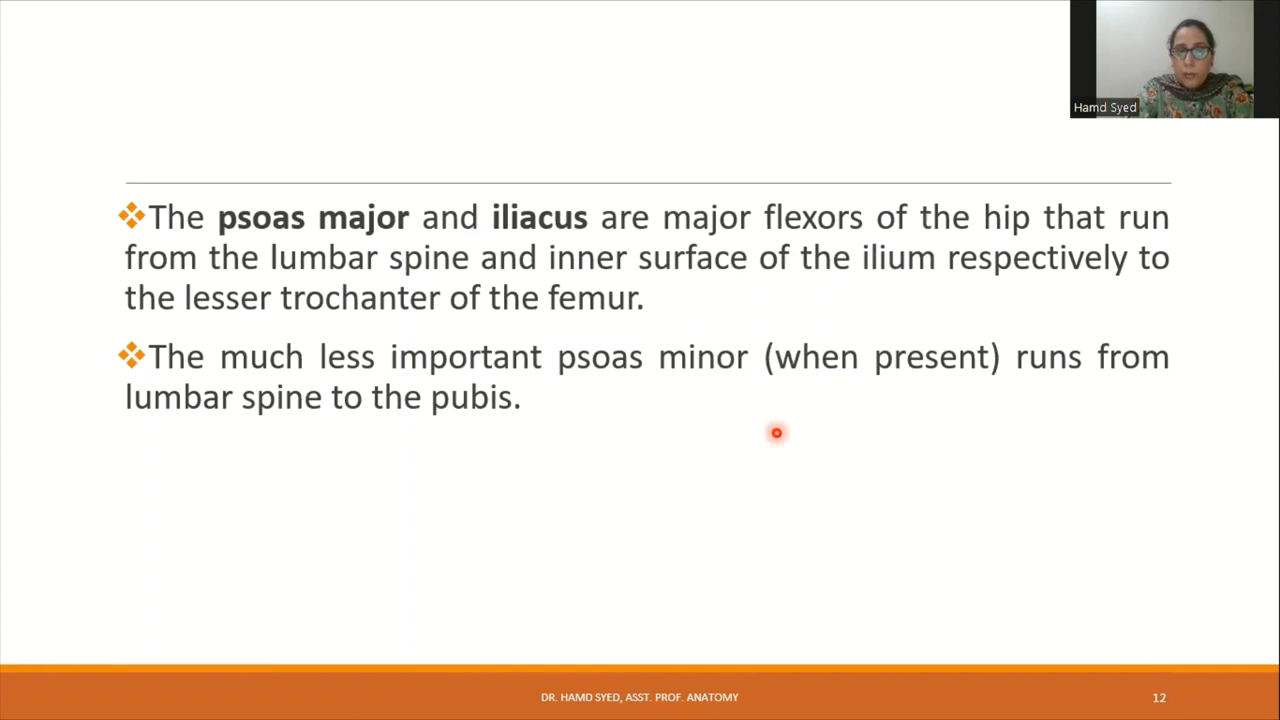 Hamd Syed
The psoas major and iliacus are major flexors of the hip that run
from the lumbar spine and inner surface of the ilium respectively to
the lesser trochanter of the femur.
The much less important psoas minor (when present) runs from
lumbar spine to the pubis.
DR. HAMD SYED, ASST. PROF. ANATOMY
12